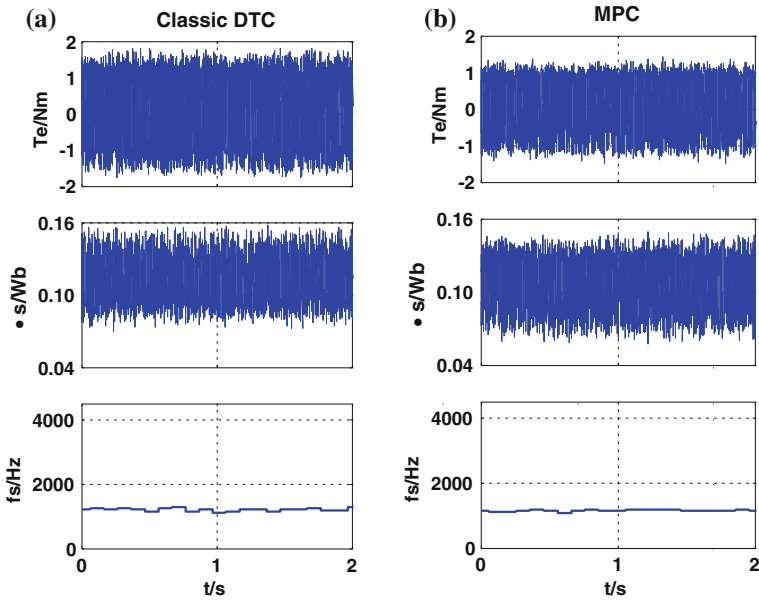 (a) Classic DTC
2
1
0
-1
-2
Te/Nm
0.16
0.10
0.04
• s/Wb
4000
2000
0
fs/Hz
0 1 2
t/s
(b) MPC
2
1
0
-1
-2
Te/Nm
0.16
0.10
0.04
• s/Wb
4000
2000
0
fs/Hz
0 1 2
t/s